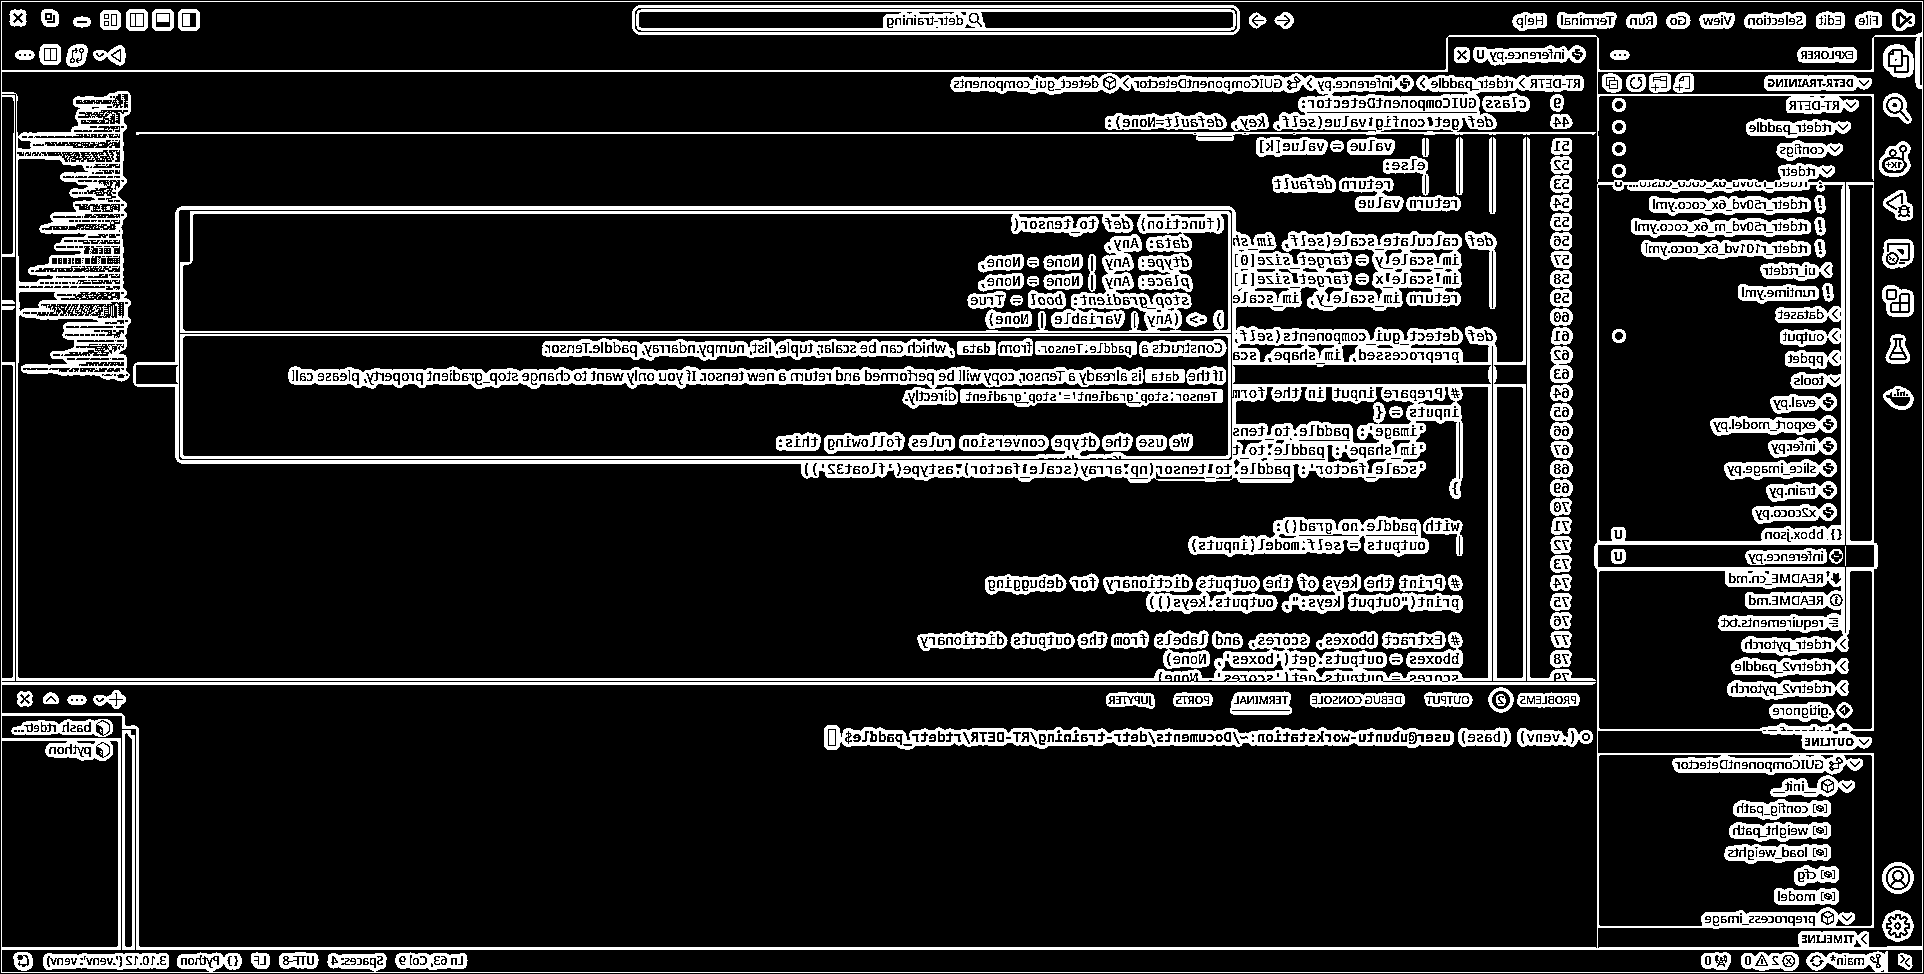 File Edit Selection View Go Run Terminal Help
detr-training
EXPLORER
DETR-TRAINING
RT-DETR
rtdetr_paddle
configs
rtdetr
rtdetr_r50vd_6x_coco_custom...
rtdetr_r50vd_6x_coco.yml
rtdetr_r50vd_m_6x_coco.yml
rtdetr_r101vd_6x_coco.yml
ui_rtdetr
runtime.yml
dataset
output
ppdet
tools
eval.py
export_model.py
infer.py
slice_image.py
train.py
x2coco.py
{} bbox.json U
inference.py U
README_cn.md
README.md
requirements.txt
rtdetr_pytorch
rtdetrv2_paddle
rtdetrv2_pytorch
.gitignore
OUTLINE
GUIComponentDetector
__init__
config_path
weight_path
load_weights
cfg
model
preprocess_image
TIMELINE
inference.py U
RT-DETR > rtdetr_paddle > inference.py > GUIComponentDetector > detect_gui_components
9 class GUIComponentDetector:
44 def get_config_value(self, key, default=None):
51 value = value[k]
52 else:
53 return default
54 return value
55
56 def calculate_scale(self, im_sh
57 im_scale_y = target_size[0]
58 im_scale_x = target_size[1]
59 return im_scale_y, im_scale
60
61 def detect_gui_components(self,
62 preprocessed, im_shape, sca
63
64 # Prepare input in the form
65 inputs = {
66 'image': paddle.to_tens
67 'im_shape': paddle.to_t
68 'scale_factor': paddle.to_tensor(np.array(scale_factor).astype('float32'))
69 }
70
71 with paddle.no_grad():
72 outputs = self.model(inputs)
73
74 # Print the keys of the outputs dictionary for debugging
75 print("Output keys:", outputs.keys())
76
77 # Extract bboxes, scores, and labels from the outputs dictionary
78 bboxes = outputs.get('boxes', None)
79 scores = outputs.get('scores', None)
(function) def to_tensor(
data: Any,
dtype: Any | None = None,
place: Any | None = None,
stop_gradient: bool = True
) -> (Any | Variable | None)
Constructs a paddle.Tensor from data , which can be scalar, tuple, list, numpy.ndarray, paddle.Tensor.
If the data is already a Tensor, copy will be performed and return a new tensor. If you only want to change stop_gradient property, please call
Tensor.stop_gradient = stop_gradient directly.
We use the dtype conversion rules following this:
PROBLEMS 2 OUTPUT DEBUG CONSOLE TERMINAL PORTS JUPYTER
(.venv) (base) user@ubuntu-workstation:~/Documents/detr-training/RT-DETR/rtdetr_paddle$
bash rtdetr...
python
main* 2 0 0
Ln 63, Col 9 Spaces: 4 UTF-8 LF {} Python 3.10.12 ('.venv': venv)